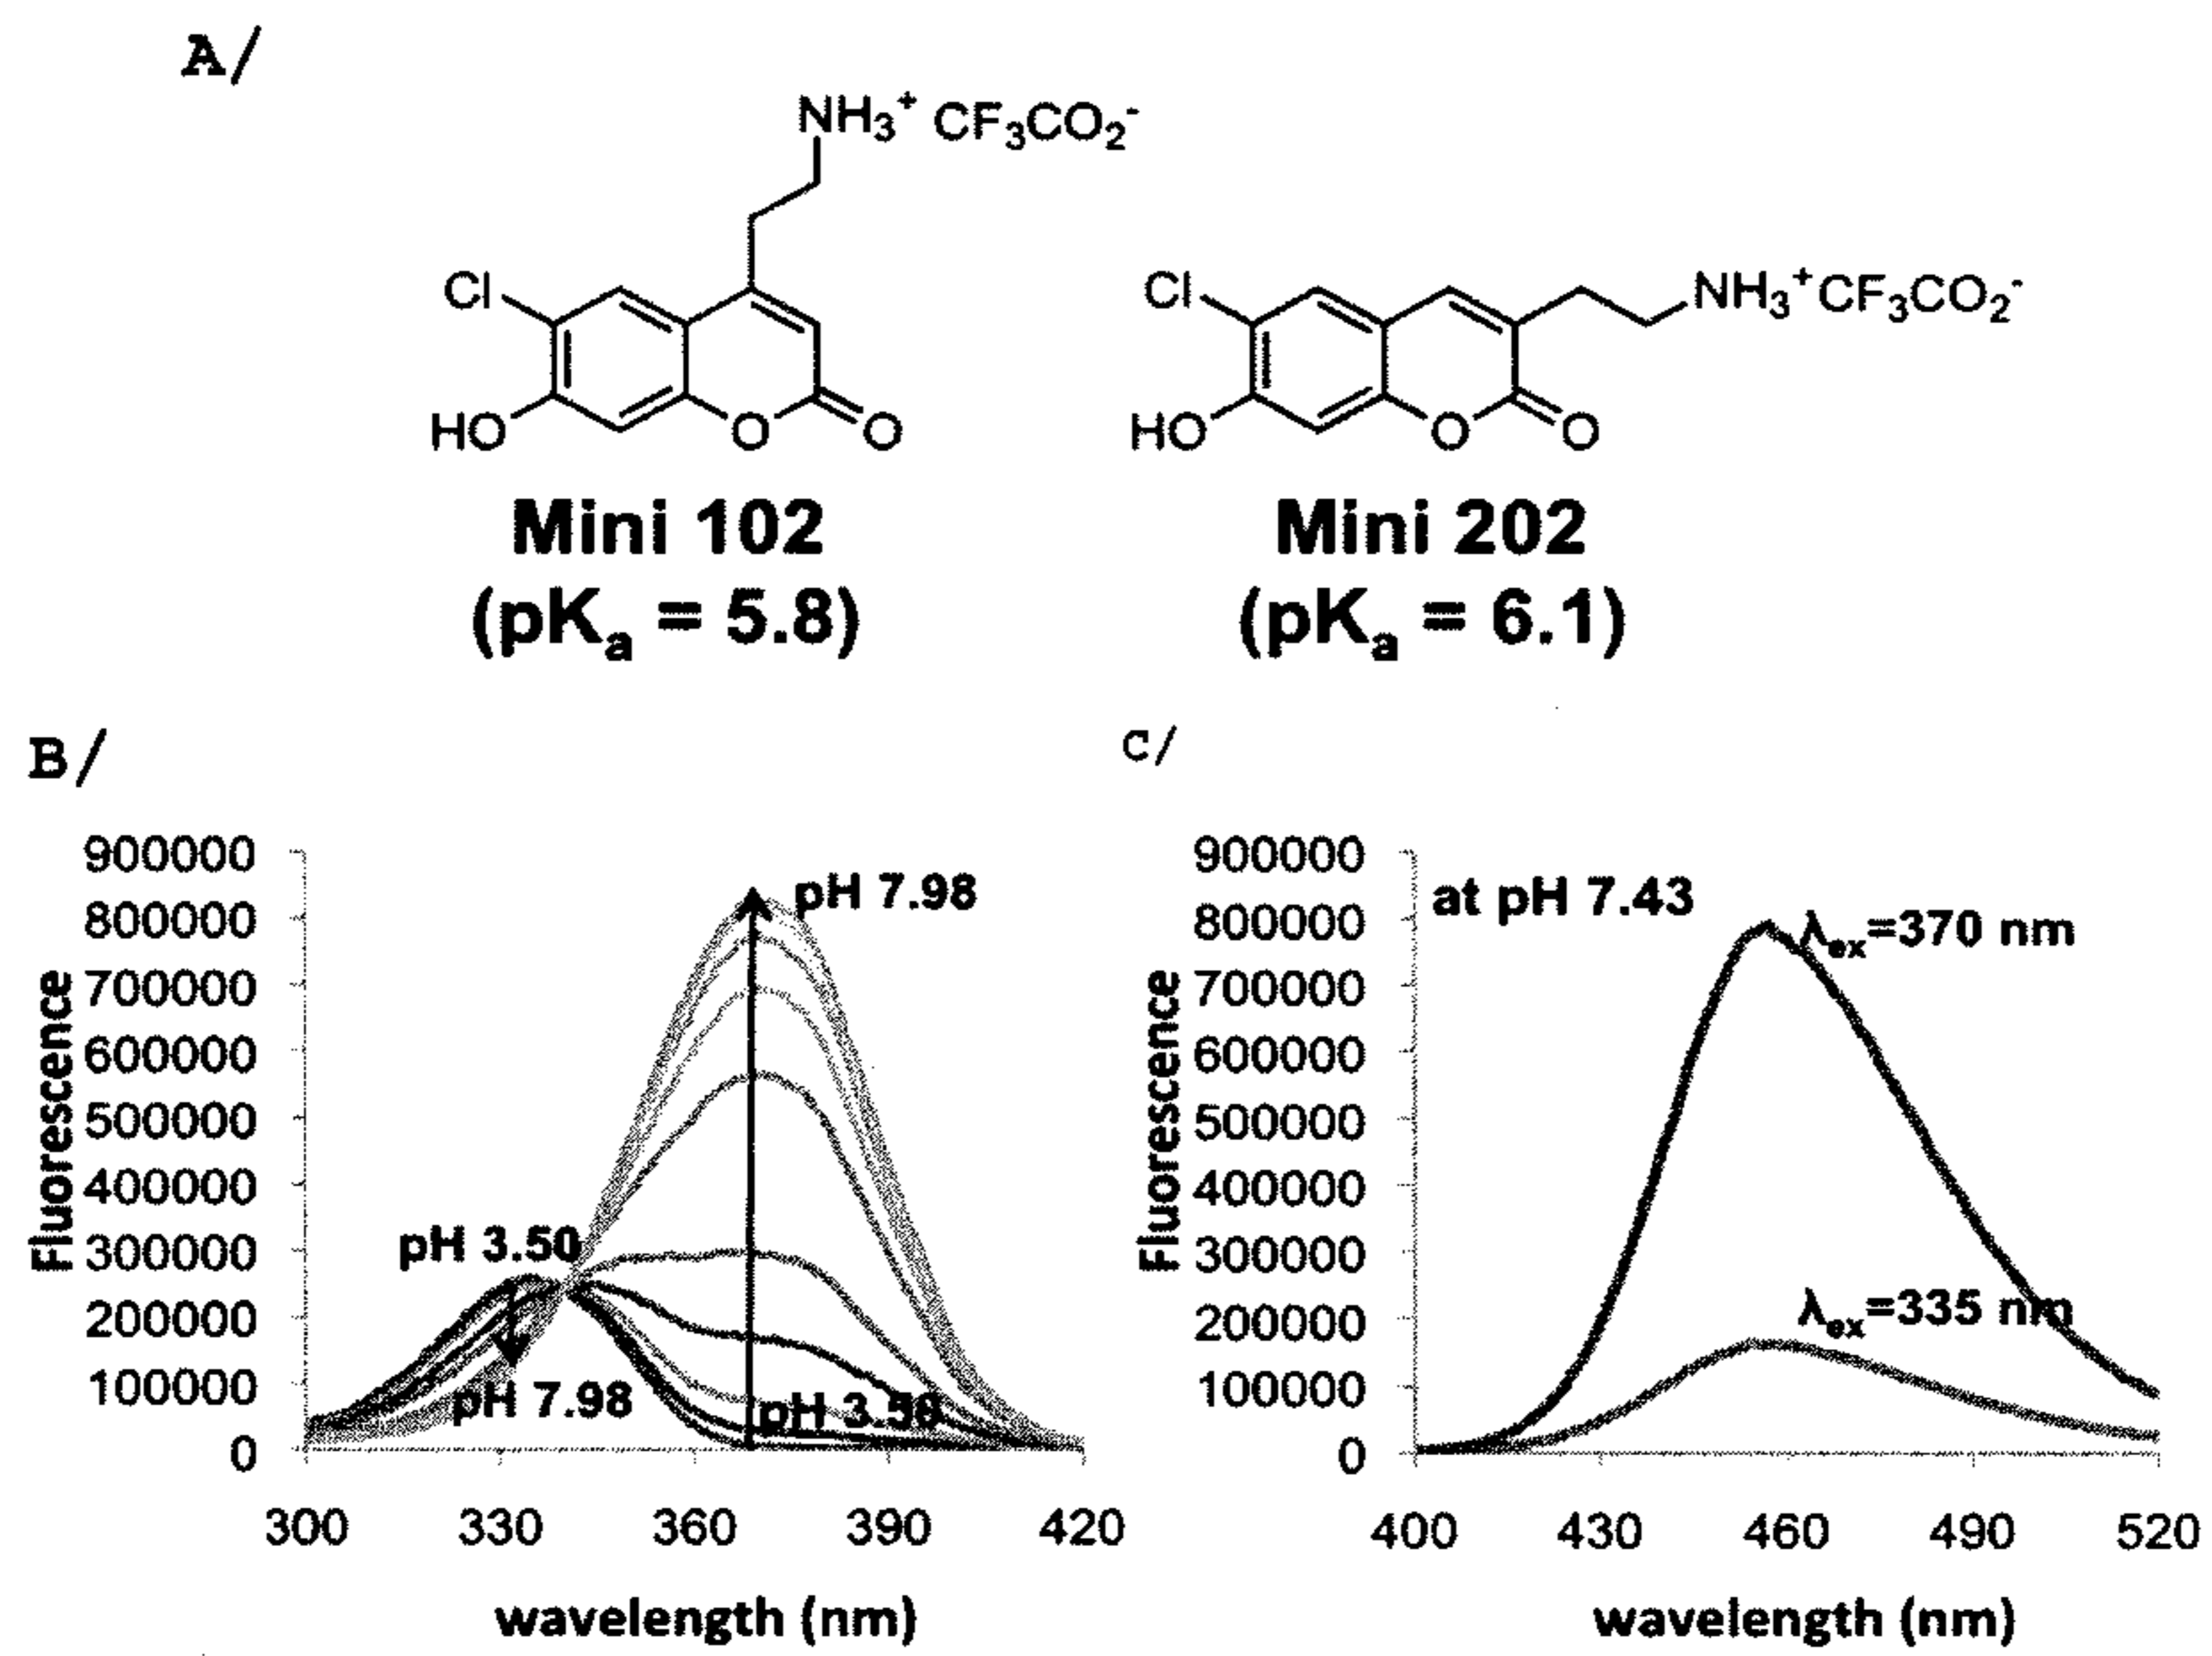 A/
NH3+ CF3CO2-
Cl
HO
O
O
Mini 102
(pKa = 5.8)
Cl
NH3+CF3CO2-
HO
O
O
Mini 202
(pKa = 6.1)
B/
Fluorescence
900000
800000
700000
600000
500000
400000
300000
200000
100000
0
pH 7.98
pH 3.50
pH 7.98
pH 3.50
300
330
360
390
420
wavelength (nm)
C/
Fluorescence
900000
800000
700000
600000
500000
400000
300000
200000
100000
0
at pH 7.43
λex=370 nm
λex=335 nm
400
430
460
490
520
wavelength (nm)